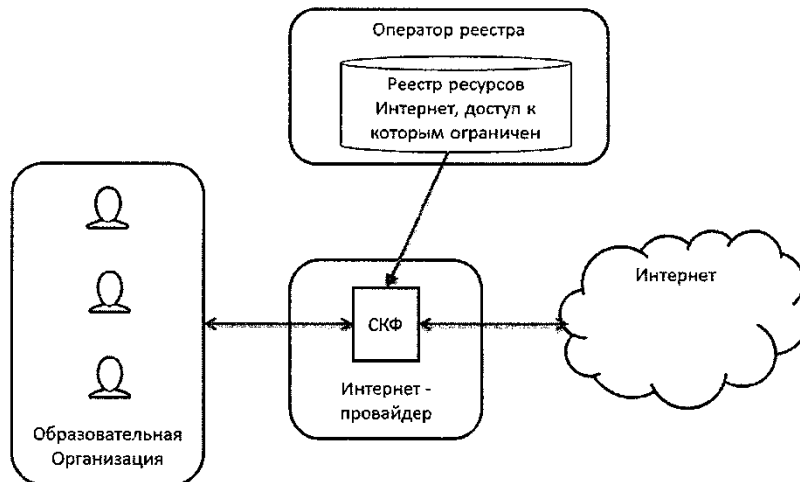 Оператор реестра
Реестр ресурсов
Интернет, доступ к
которым ограничен
Интернет
СКФ
Интернет -
провайдер
Образовательная
Организация